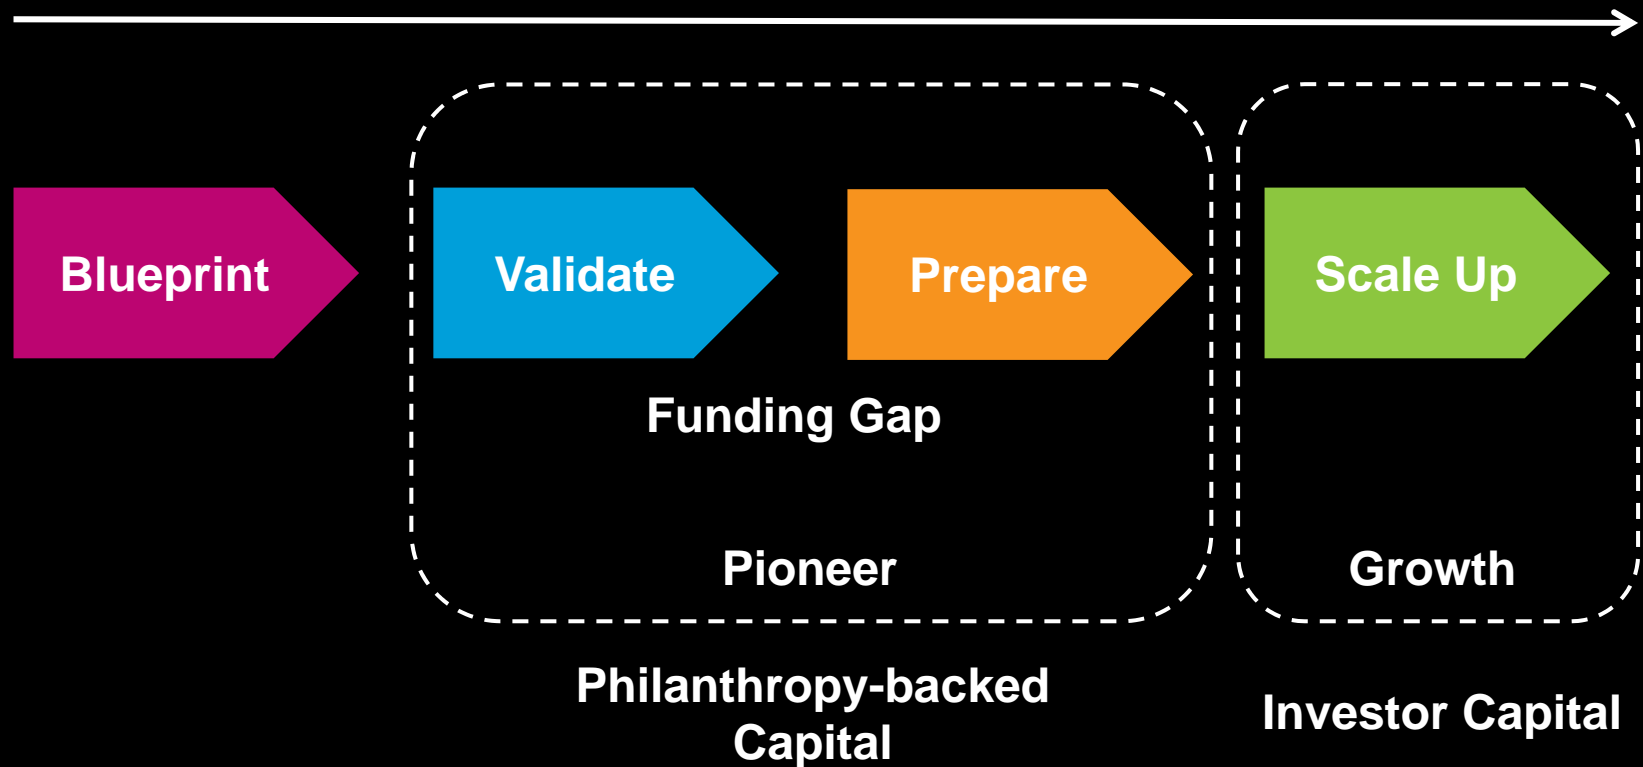 Blueprint
Validate
Prepare
Scale Up
Funding Gap
Pioneer
Growth
Philanthropy-backed
Capital
Investor Capital